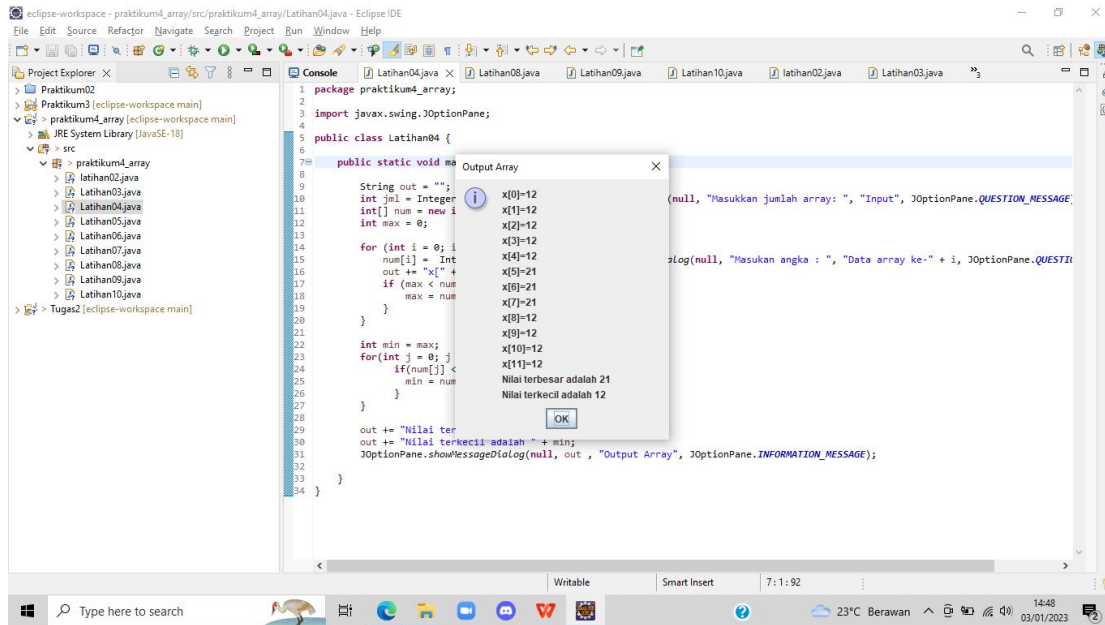 eclipse-workspace - praktikum4_array/src/praktikum4_array/Latihan04.java - Eclipse IDE
File Edit Source Refactor Navigate Search Project Run Window Help
Project Explorer
Praktikum02
Praktikum3 [eclipse-workspace main]
> praktikum4_array [eclipse-workspace main]
JRE System Library [JavaSE-18]
> src
> praktikum4_array
> latihan02.java
> Latihan03.java
> Latihan04.java
> Latihan05.java
> Latihan06.java
> Latihan07.java
> Latihan08.java
> Latihan09.java
> Latihan10.java
> Tugas2 [eclipse-workspace main]
Console Latihan04.java Latihan08.java Latihan09.java Latihan10.java latihan02.java Latihan03.java »3
1 package praktikum4_array;
2
3 import javax.swing.JOptionPane;
4
5 public class Latihan04 {
6
7 public static void ma
8
9 String out = "";
10 int jml = Integer (null, "Masukkan jumlah array: ", "Input", JOptionPane.QUESTION_MESSAGE
11 int[] num = new i
12 int max = 0;
13
14 for (int i = 0; i
15 num[i] = Int alog(null, "Masukan angka : ", "Data array ke-" + i, JOptionPane.QUESTI
16 out += "x[" +
17 if (max < num
18 max = num
19 }
20 }
21
22 int min = max;
23 for(int j = 0; j
24 if(num[j] <
25 min = num
26 }
27 }
28
29 out += "Nilai ter
30 out += "Nilai terkecil adalah " + min;
31 JOptionPane.showMessageDialog(null, out , "Output Array", JOptionPane.INFORMATION_MESSAGE);
32
33 }
34 }
Output Array
x[0]=12
x[1]=12
x[2]=12
x[3]=12
x[4]=12
x[5]=21
x[6]=21
x[7]=21
x[8]=12
x[9]=12
x[10]=12
x[11]=12
Nilai terbesar adalah 21
Nilai terkecil adalah 12
OK
Writable Smart Insert 7 : 1 : 92
Type here to search
23°C Berawan
14:48
03/01/2023
2